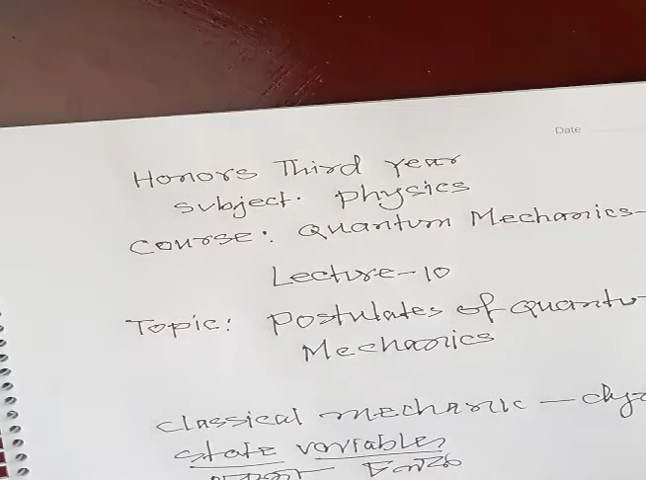 Date
Honors Third Year
Subject: Physics
Course: Quantum Mechanics-
Lecture-10
Topic: Postulates of Quantu
Mechanics
Classical mechanic — dy
state variables